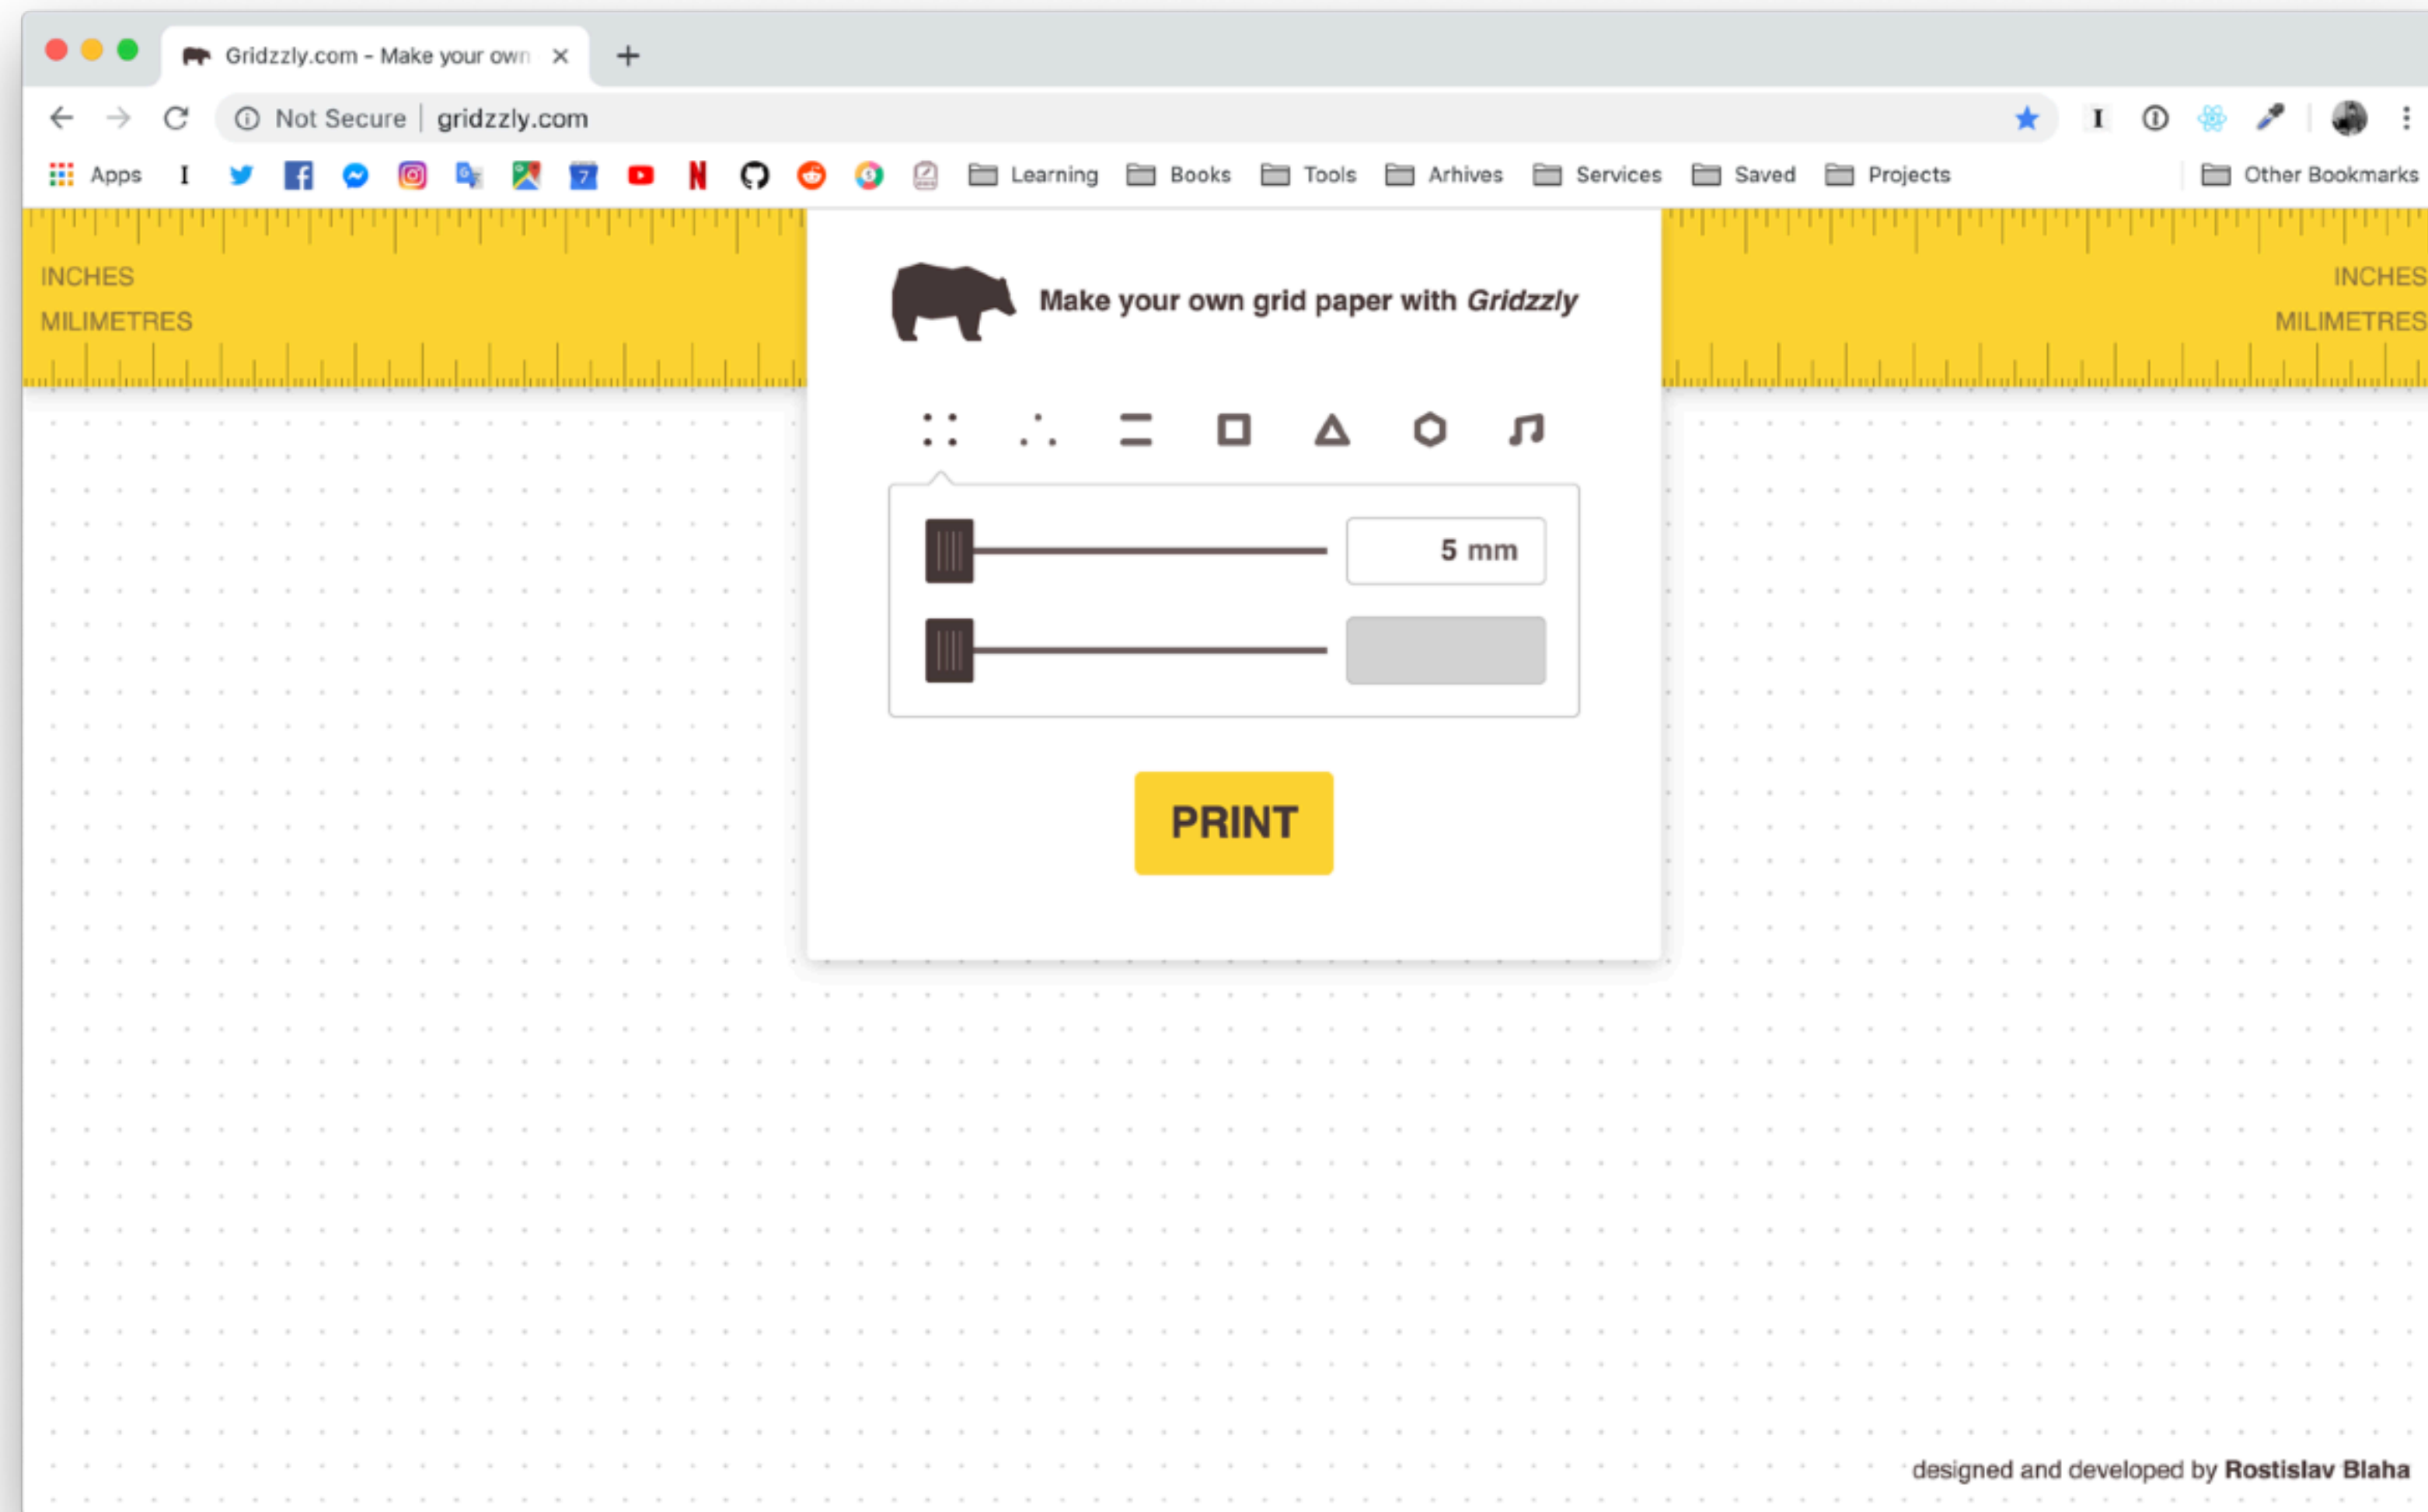 Gridzzly.com - Make your own
Not Secure | gridzzly.com
Apps Learning Books Tools Arhives Services Saved Projects Other Bookmarks
INCHES INCHES
MILIMETRES MILIMETRES
Make your own grid paper with Gridzzly
5 mm
PRINT
designed and developed by Rostislav Blaha